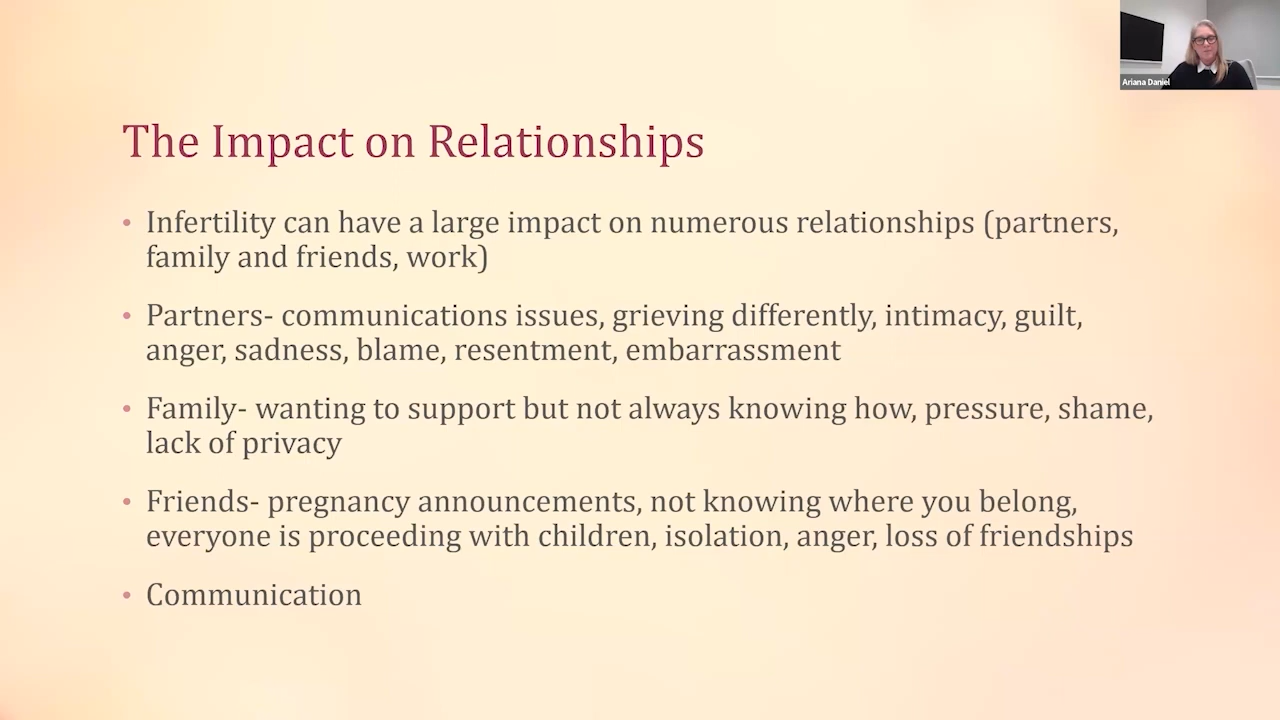 Ariana Daniel
The Impact on Relationships
• Infertility can have a large impact on numerous relationships (partners,
family and friends, work)
• Partners- communications issues, grieving differently, intimacy, guilt,
anger, sadness, blame, resentment, embarrassment
• Family- wanting to support but not always knowing how, pressure, shame,
lack of privacy
• Friends- pregnancy announcements, not knowing where you belong,
everyone is proceeding with children, isolation, anger, loss of friendships
• Communication